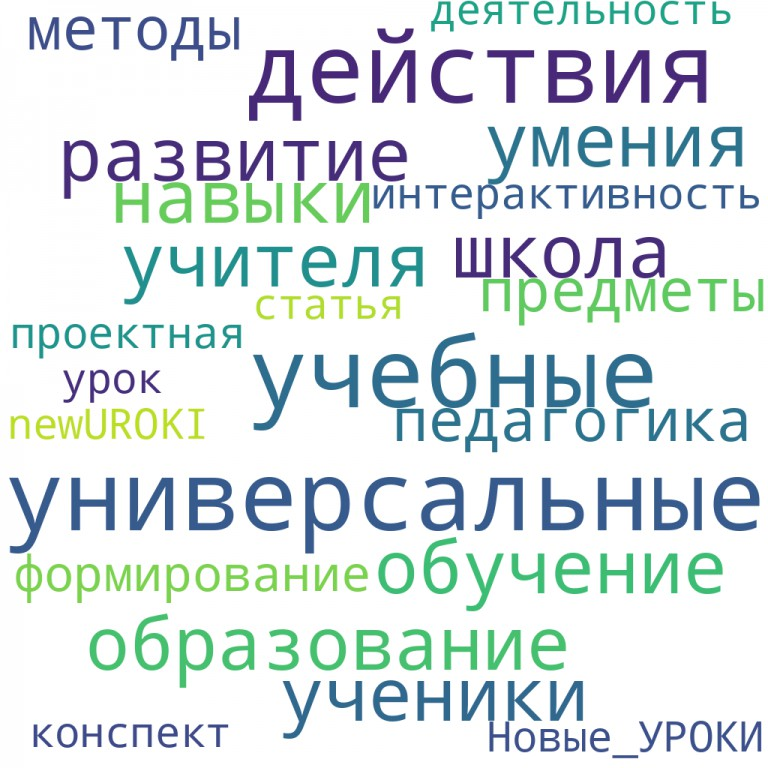 деятельность
методы
действия
развитие
умения
навыки
интерактивность
учителя
школа
предметы
статья
проектная
урок
учебные
newUROKI
педагогика
универсальные
формирование
обучение
образование
ученики
конспект
Новые_УРОКИ